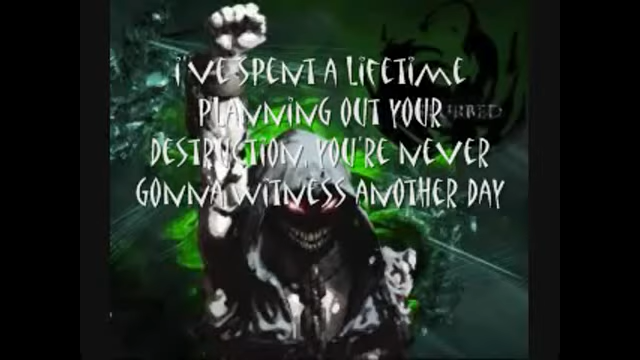 I'VE SPENT A LIFETIME
PLANNING OUT YOUR
DESTRUCTION, YOU'RE NEVER
GONNA WITNESS ANOTHER DAY